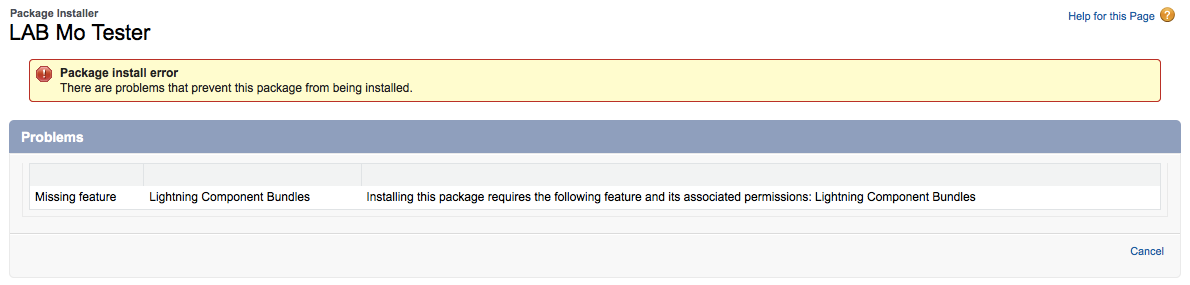 Package Installer
LAB Mo Tester
Help for this Page ?
Package install error
There are problems that prevent this package from being installed.
Problems
Missing feature Lightning Component Bundles Installing this package requires the following feature and its associated permissions: Lightning Component Bundles
Cancel